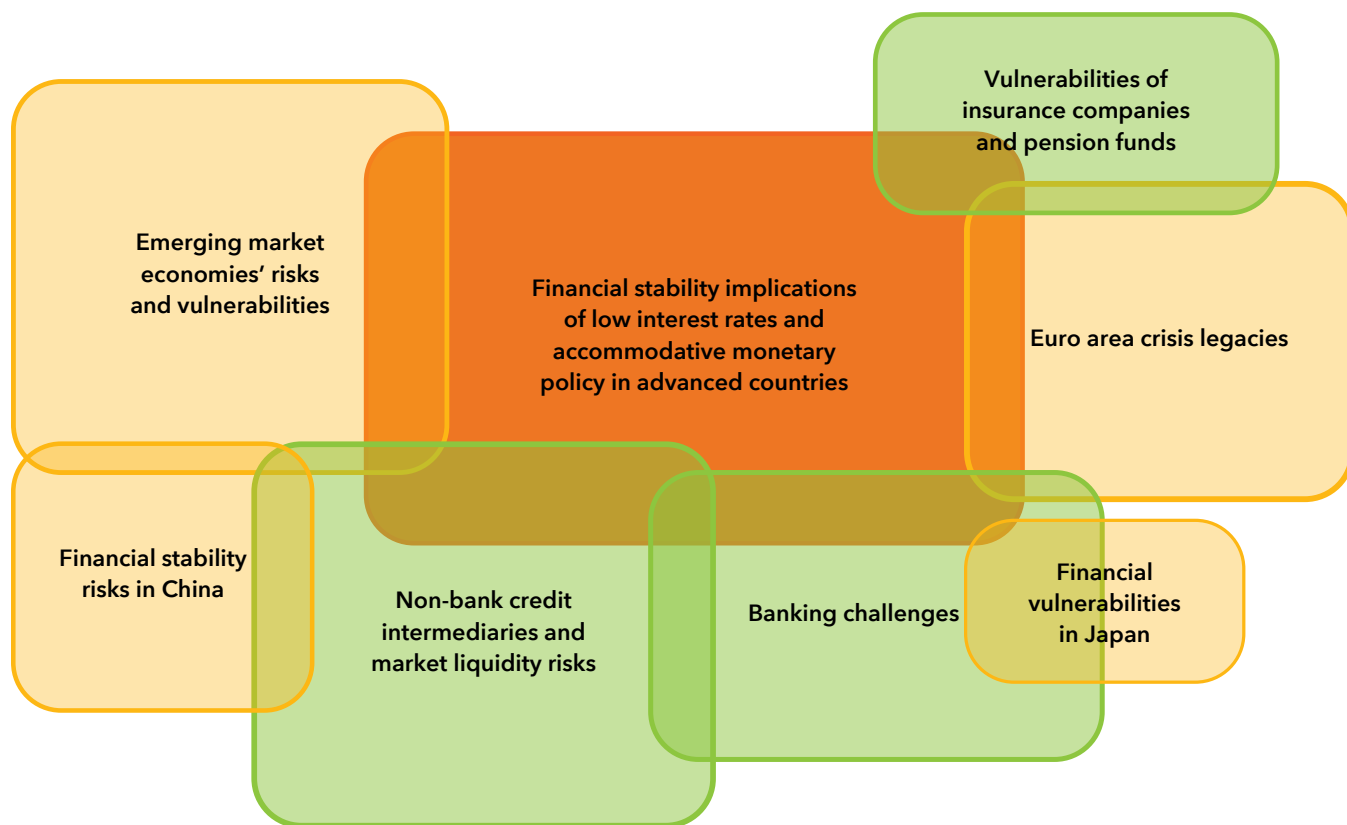 Vulnerabilities of
insurance companies
and pension funds
Emerging market
economies’ risks
and vulnerabilities
Financial stability implications
of low interest rates and
accommodative monetary
policy in advanced countries
Euro area crisis legacies
Financial stability
risks in China
Non-bank credit
intermediaries and
market liquidity risks
Banking challenges
Financial
vulnerabilities
in Japan